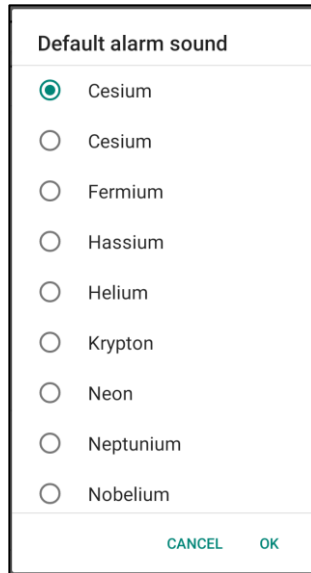 Default alarm sound
Cesium
Cesium
Fermium
Hassium
Helium
Krypton
Neon
Neptunium
Nobelium
CANCEL OK